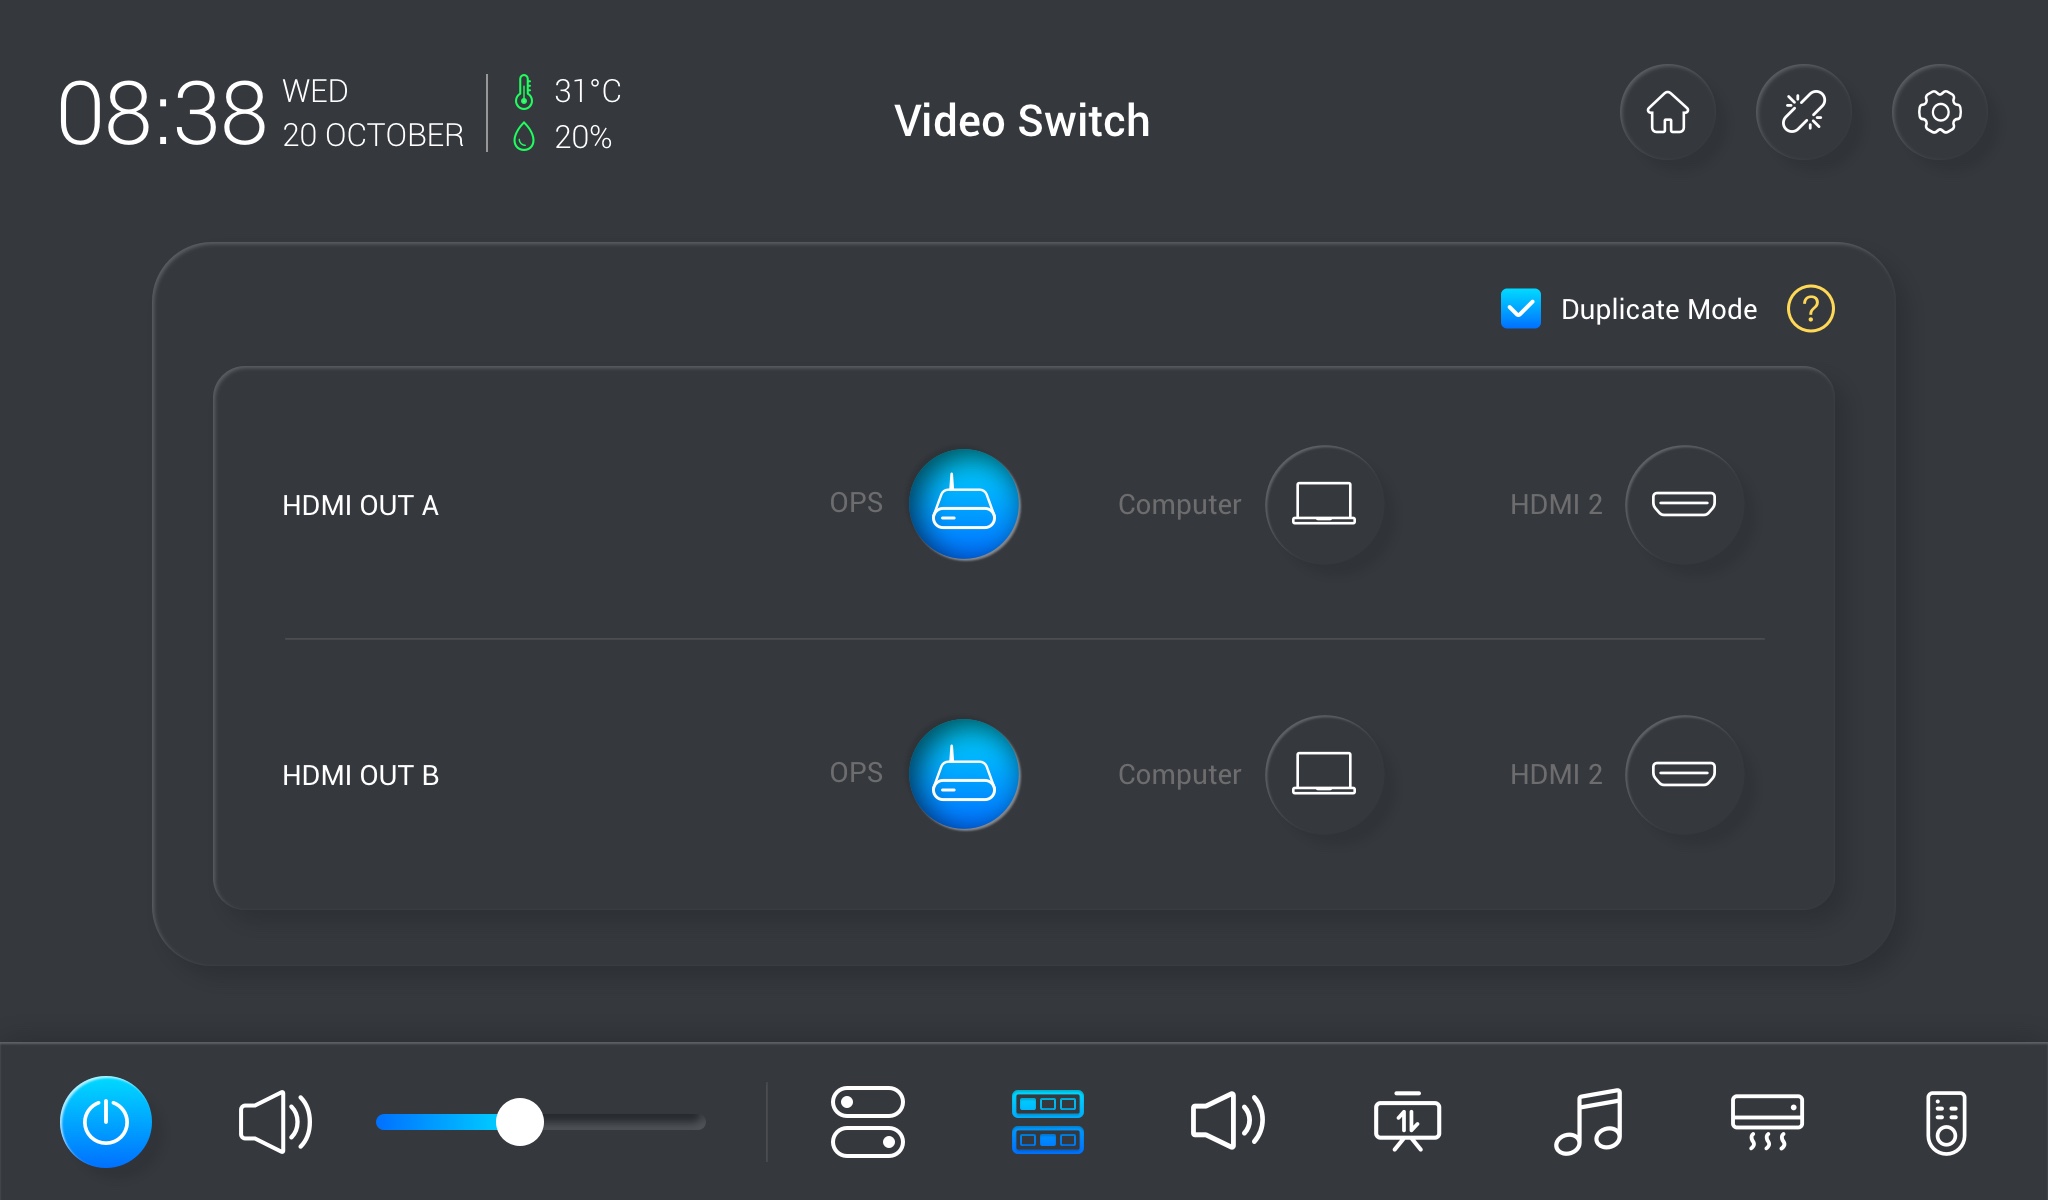 08:38
WED
20 OCTOBER
31°C
20%
Video Switch
Duplicate Mode
?
HDMI OUT A
OPS
Computer
HDMI 2
HDMI OUT B
OPS
Computer
HDMI 2